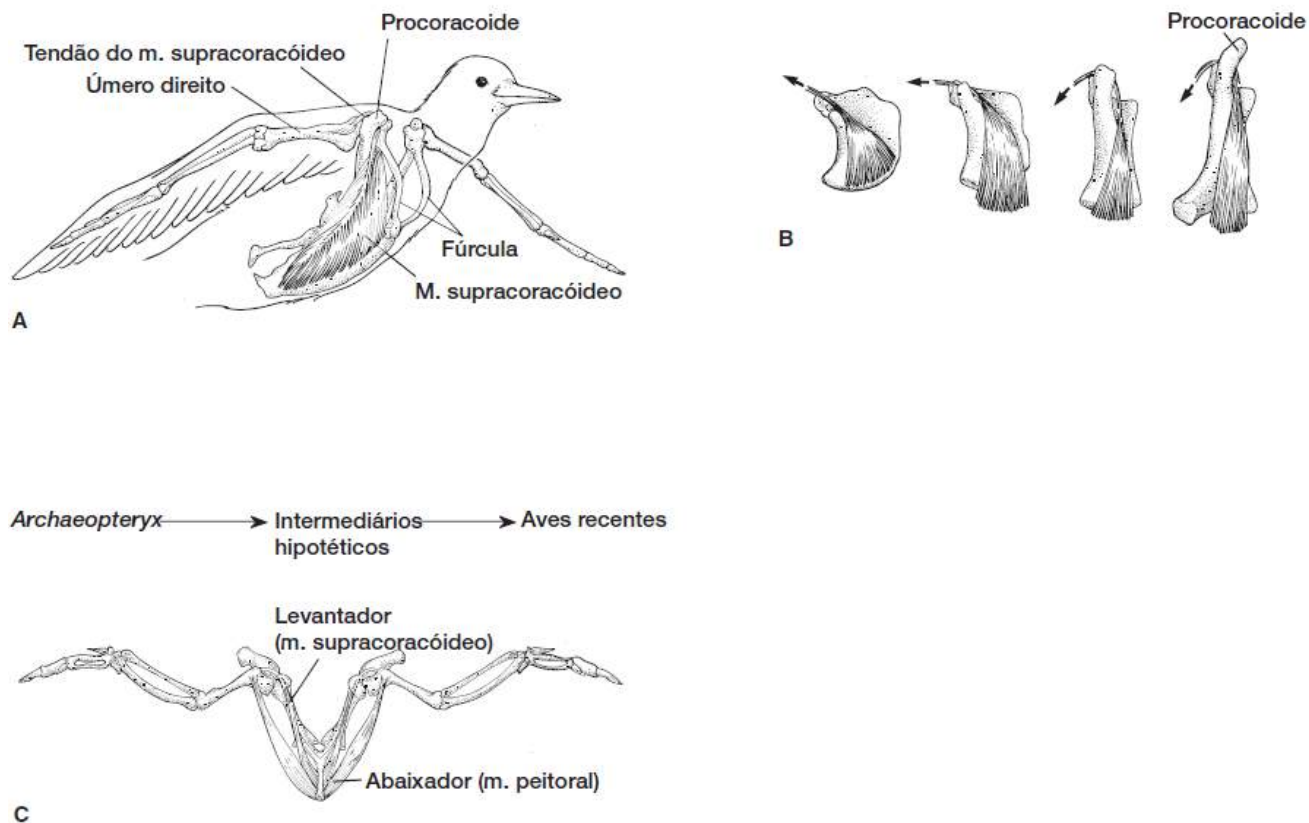 Procoracoide
Tendão do m. supracoracóideo
Úmero direito
Fúrcula
M. supracoracóideo
A
Procoracoide
B
Archaeopteryx
Intermediários
hipotéticos
Aves recentes
Levantador
(m. supracoracóideo)
Abaixador (m. peitoral)
C